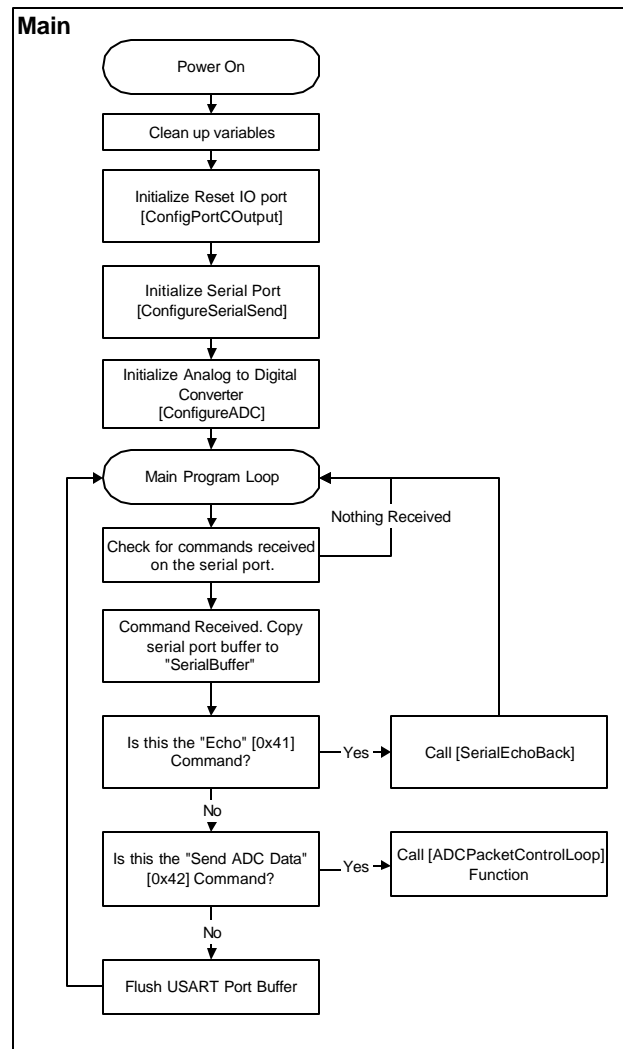 Main
Power On
Clean up variables
Initialize Reset IO port
[ConfigPortCOutput]
Initialize Serial Port
[ConfigureSerialSend]
Initialize Analog to Digital
Converter
[ConfigureADC]
Main Program Loop
Nothing Received
Check for commands received
on the serial port.
Command Received. Copy
serial port buffer to
"SerialBuffer"
Is this the "Echo" [0x41]
Command?
Yes
Call [SerialEchoBack]
No
Is this the "Send ADC Data"
[0x42] Command?
Yes
Call [ADCPacketControlLoop]
Function
No
Flush USART Port Buffer